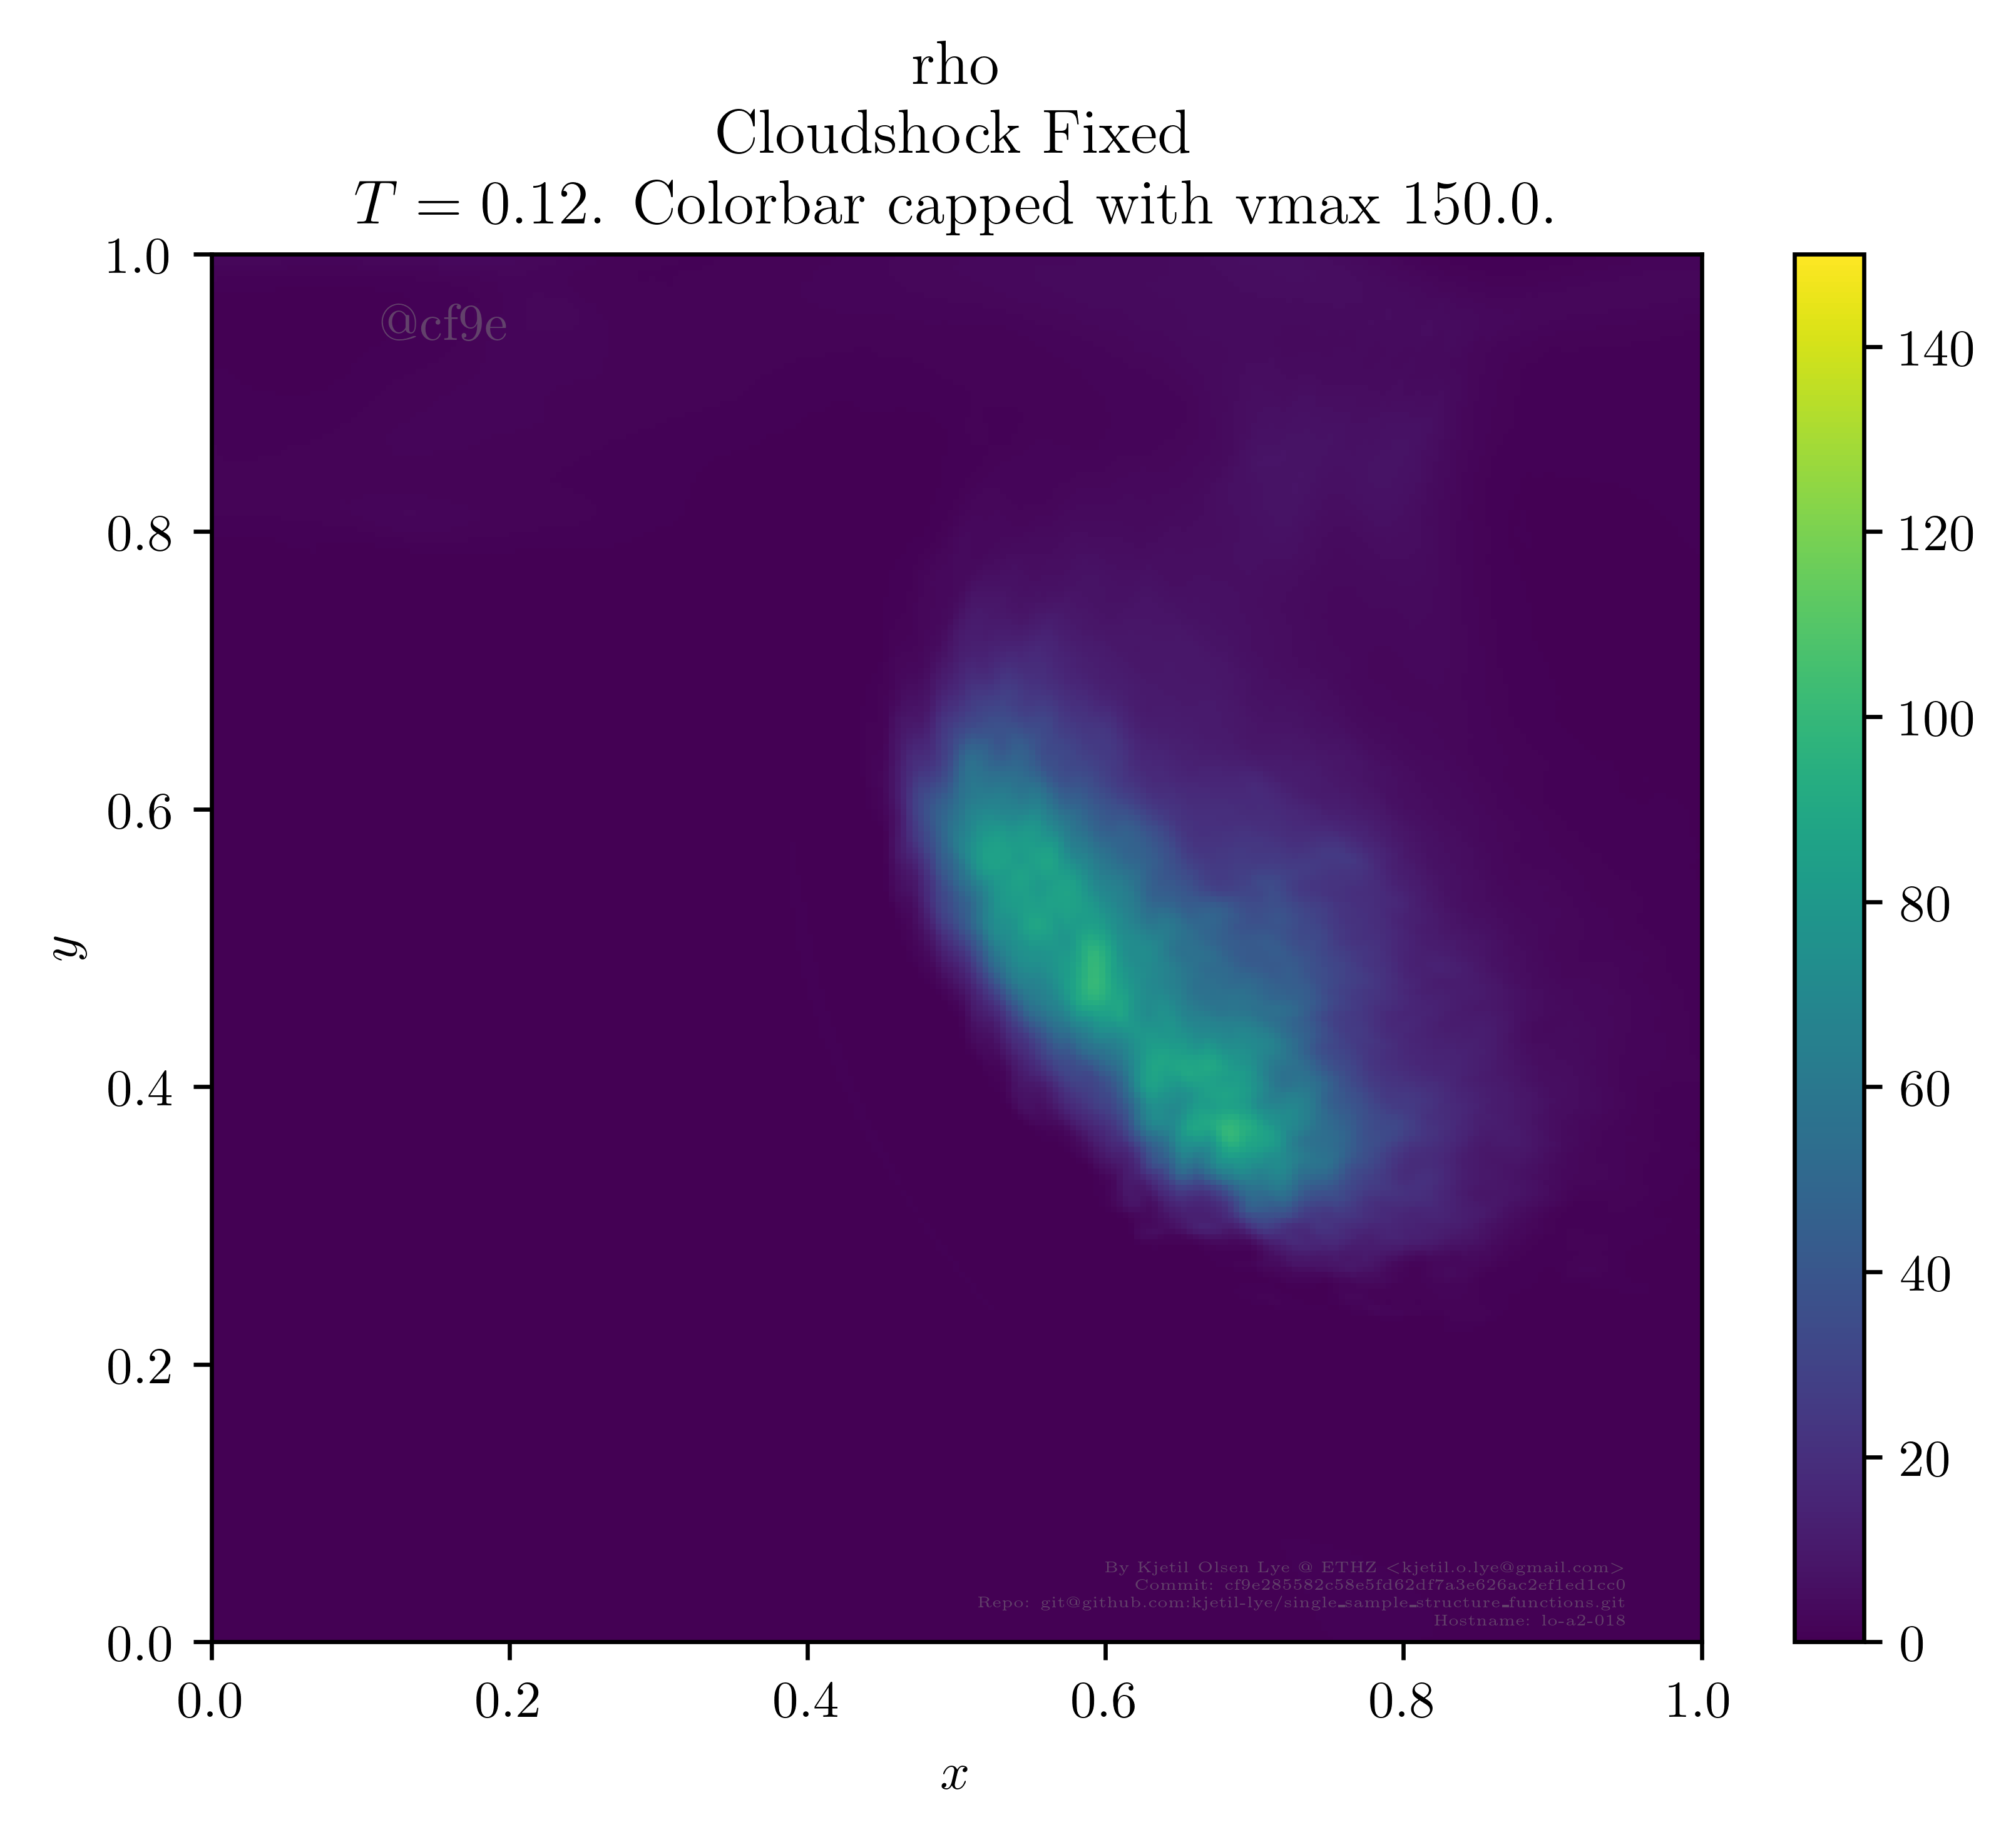 rho
Cloudshock Fixed
T = 0.12. Colorbar capped with vmax 150.0.
1.0
0.8
0.6
0.4
0.2
0.0
y
@cf9e
By Kjetil Olsen Lye @ ETHZ <kjetil.o.lye@gmail.com>
Commit: cf9e285582c58e5fd62df7a3e626ac2ef1ed1cc0
Repo: git@github.com:kjetil-lye/single_sample_structure_functions.git
Hostname: lo-a2-018
0.0 0.2 0.4 0.6 0.8 1.0
x
140
120
100
80
60
40
20
0